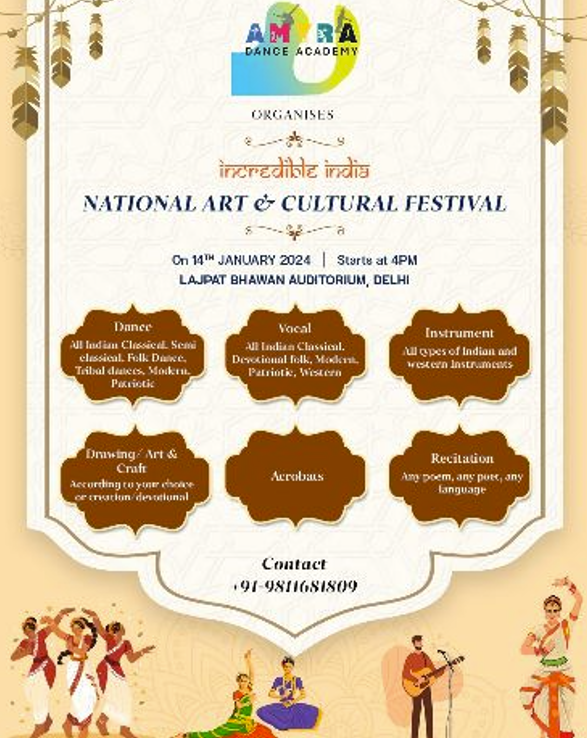 AMYRA
DANCE ACADEMY
ORGANISES
incredible india
NATIONAL ART & CULTURAL FESTIVAL
On 14TH JANUARY 2024 | Starts at 4PM
LAJPAT BHAWAN AUDITORIUM, DELHI
Dance
All Indian Classical, Semi
classical, Folk Dance,
Tribal dances, Modern,
Patriotic
Vocal
All Indian Classical,
Devotional folk, Modern,
Patriotic, Western
Instrument
All types of Indian and
western Instruments
Drawing/ Art &
Craft
According to your choice
or creation/devotional
Acrobats
Recitation
Any poem, any poet, any
language
Contact
+91-9811681809